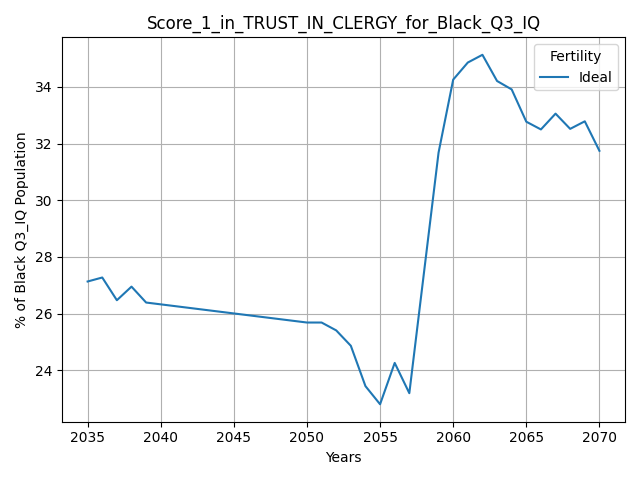 Score_1_in_TRUST_IN_CLERGY_for_Black_Q3_IQ
Fertility
Ideal
% of Black Q3_IQ Population
34
32
30
28
26
24
2035 2040 2045 2050 2055 2060 2065 2070
Years